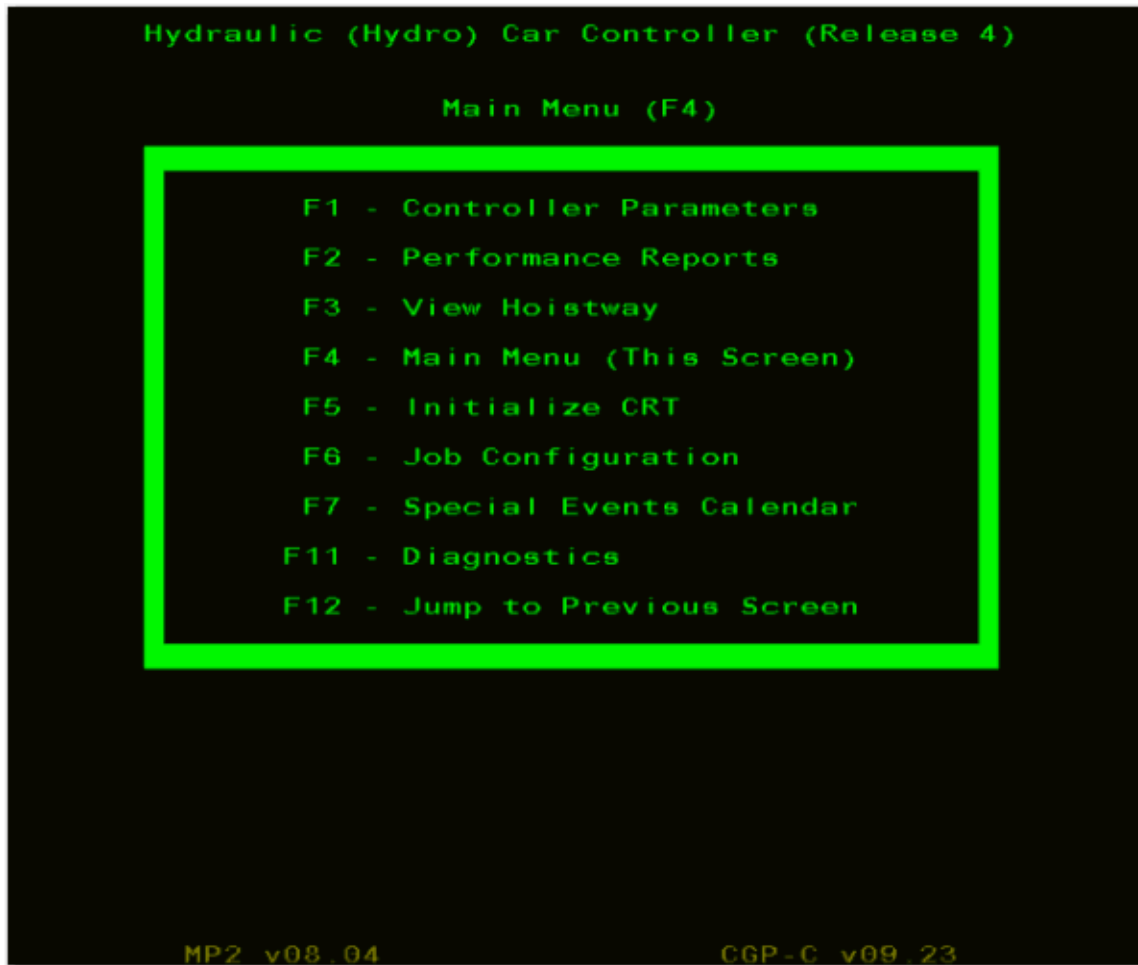 Hydraulic (Hydro) Car Controller (Release 4)
Main Menu (F4)
F1 - Controller Parameters
F2 - Performance Reports
F3 - View Hoistway
F4 - Main Menu (This Screen)
F5 - Initialize CRT
F6 - Job Configuration
F7 - Special Events Calendar
F11 - Diagnostics
F12 - Jump to Previous Screen
MP2 v08.04 CGP-C v09.23